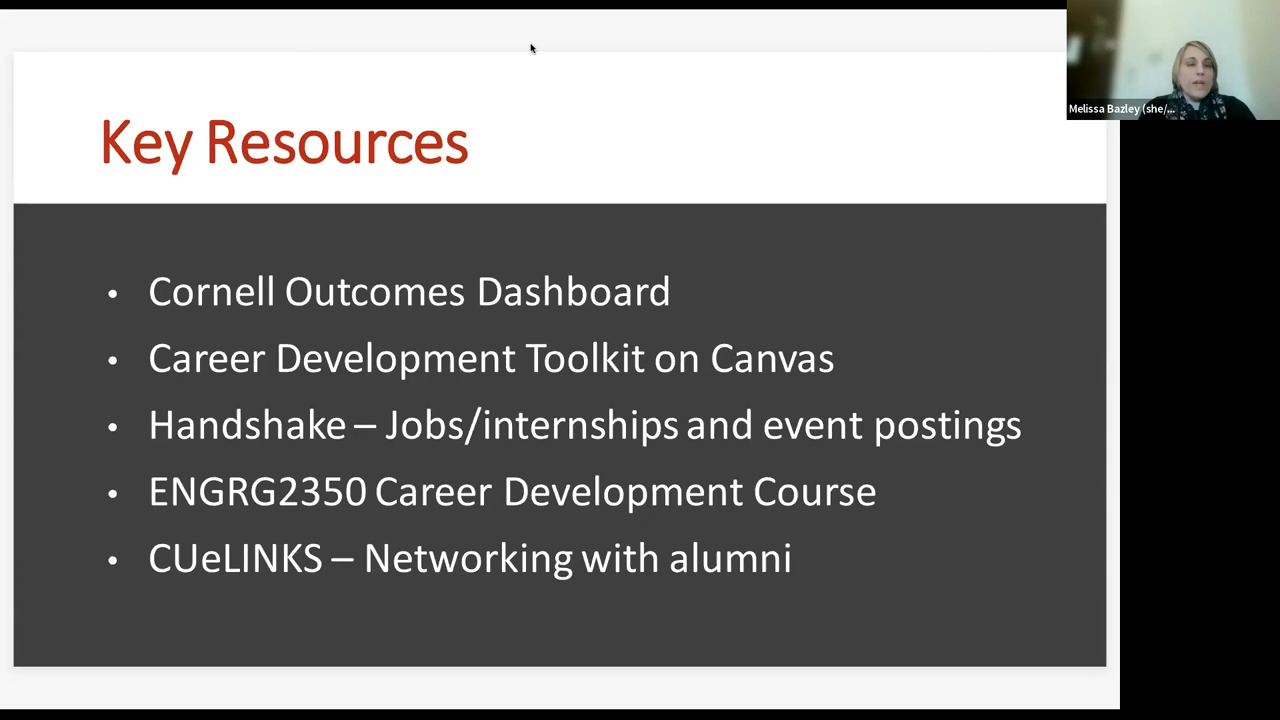 Melissa Bazley (she/...
Key Resources
• Cornell Outcomes Dashboard
• Career Development Toolkit on Canvas
• Handshake – Jobs/internships and event postings
• ENGRG2350 Career Development Course
• CUeLINKS – Networking with alumni